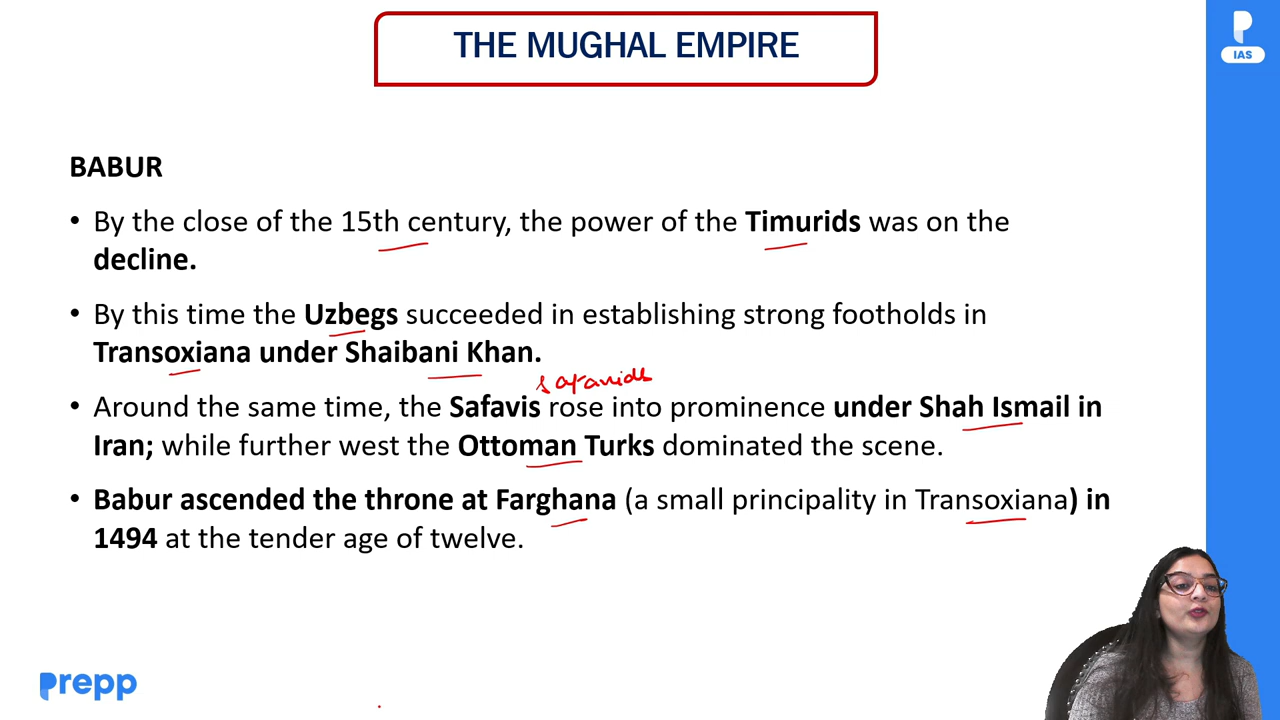 THE MUGHAL EMPIRE
IAS
BABUR
• By the close of the 15th century, the power of the Timurids was on the
decline.
• By this time the Uzbegs succeeded in establishing strong footholds in
Transoxiana under Shaibani Khan.
safavids
• Around the same time, the Safavis rose into prominence under Shah Ismail in
Iran; while further west the Ottoman Turks dominated the scene.
• Babur ascended the throne at Farghana (a small principality in Transoxiana) in
1494 at the tender age of twelve.
prepp